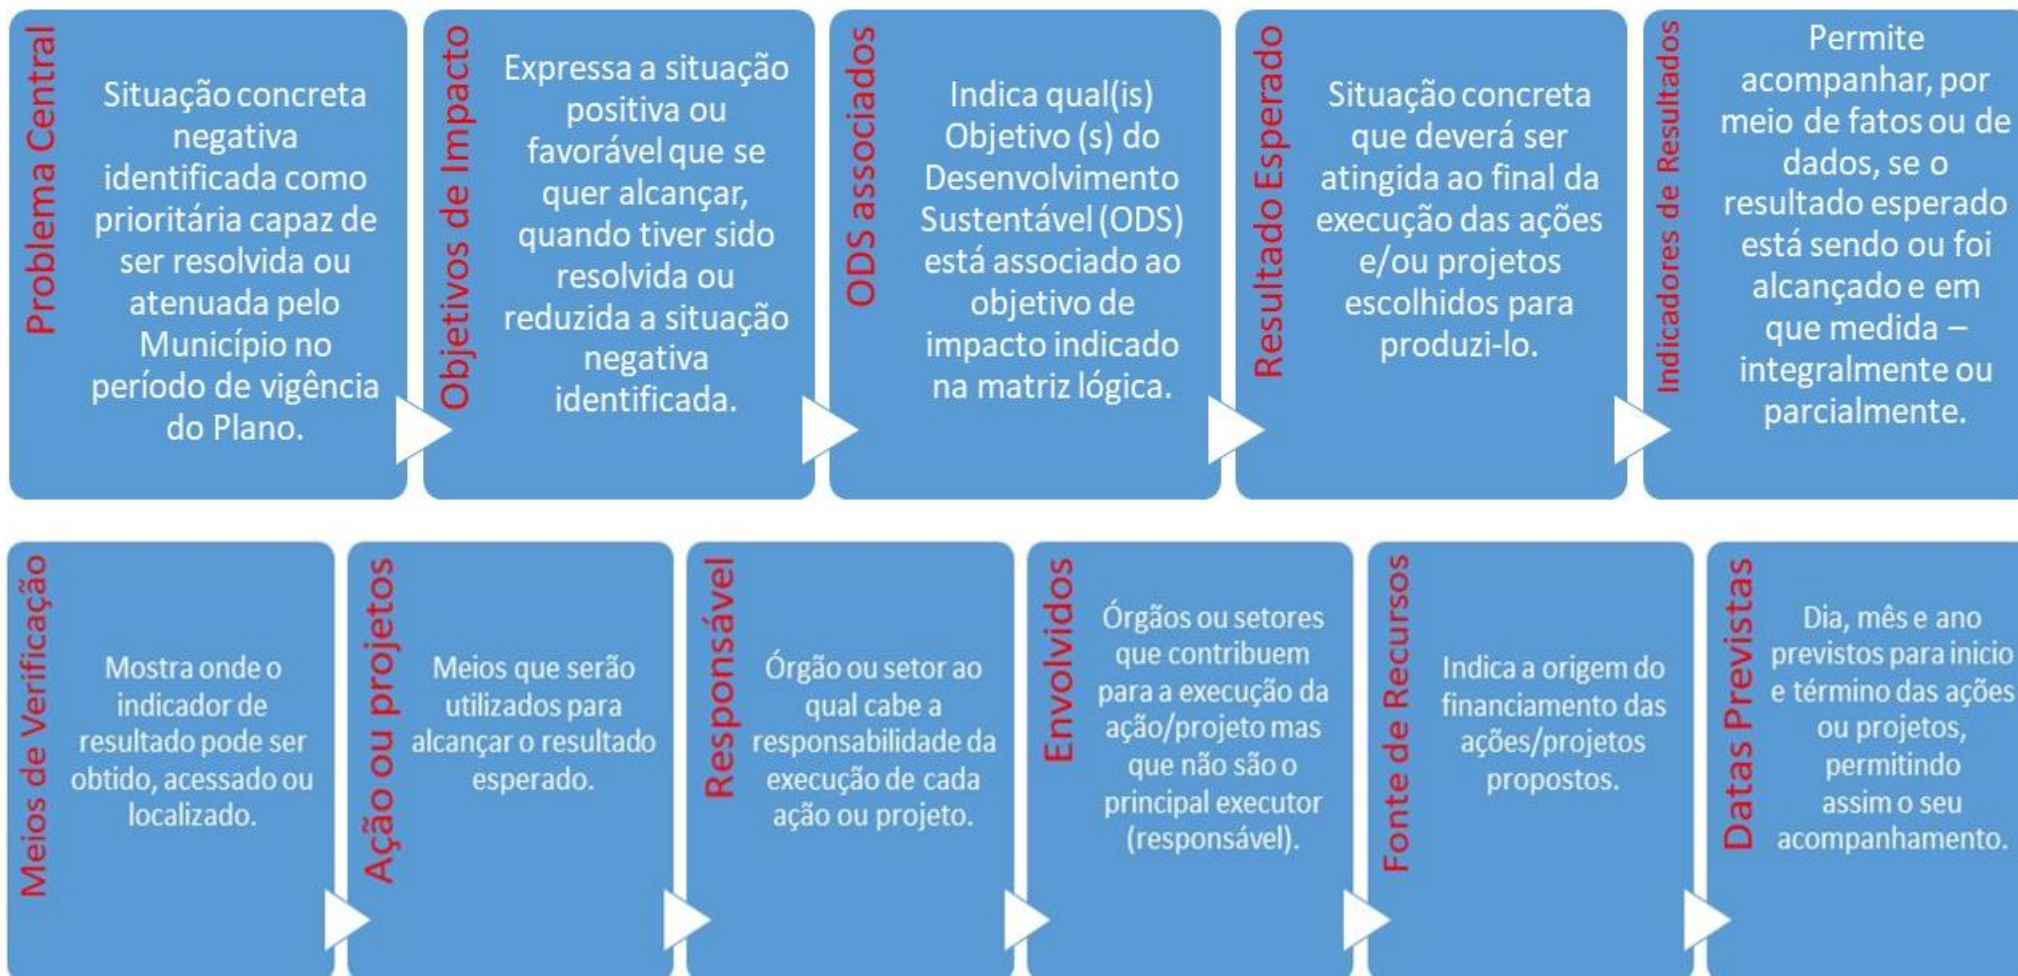 Problema Central
Situação concreta
negativa
identificada como
prioritária capaz de
ser resolvida ou
atenuada pelo
Município no
período de vigência
do Plano.
Objetivos de Impacto
Expressa a situação
positiva ou
favorável que se
quer alcançar,
quando tiver sido
resolvida ou
reduzida a situação
negativa
identificada.
ODS associados
Indica qual(is)
Objetivo (s) do
Desenvolvimento
Sustentável (ODS)
está associado ao
objetivo de
impacto indicado
na matriz lógica.
Resultado Esperado
Situação concreta
que deverá ser
atingida ao final da
execução das ações
e/ou projetos
escolhidos para
produzi-lo.
Indicadores de Resultados
Permite
acompanhar, por
meio de fatos ou de
dados, se o
resultado esperado
está sendo ou foi
alcançado e em
que medida –
integralmente ou
parcialmente.
Meios de Verificação
Mostra onde o
indicador de
resultado pode ser
obtido, acessado ou
localizado.
Ação ou projetos
Meios que serão
utilizados para
alcançar o resultado
esperado.
Responsável
Órgão ou setor ao
qual cabe a
responsabilidade da
execução de cada
ação ou projeto.
Envolvidos
Órgãos ou setores
que contribuem
para a execução da
ação/projeto mas
que não são o
principal executor
(responsável).
Fonte de Recursos
Indica a origem do
financiamento das
ações/projetos
propostos.
Datas Previstas
Dia, mês e ano
previstos para inicio
e término das ações
ou projetos,
permitindo
assim o seu
acompanhamento.